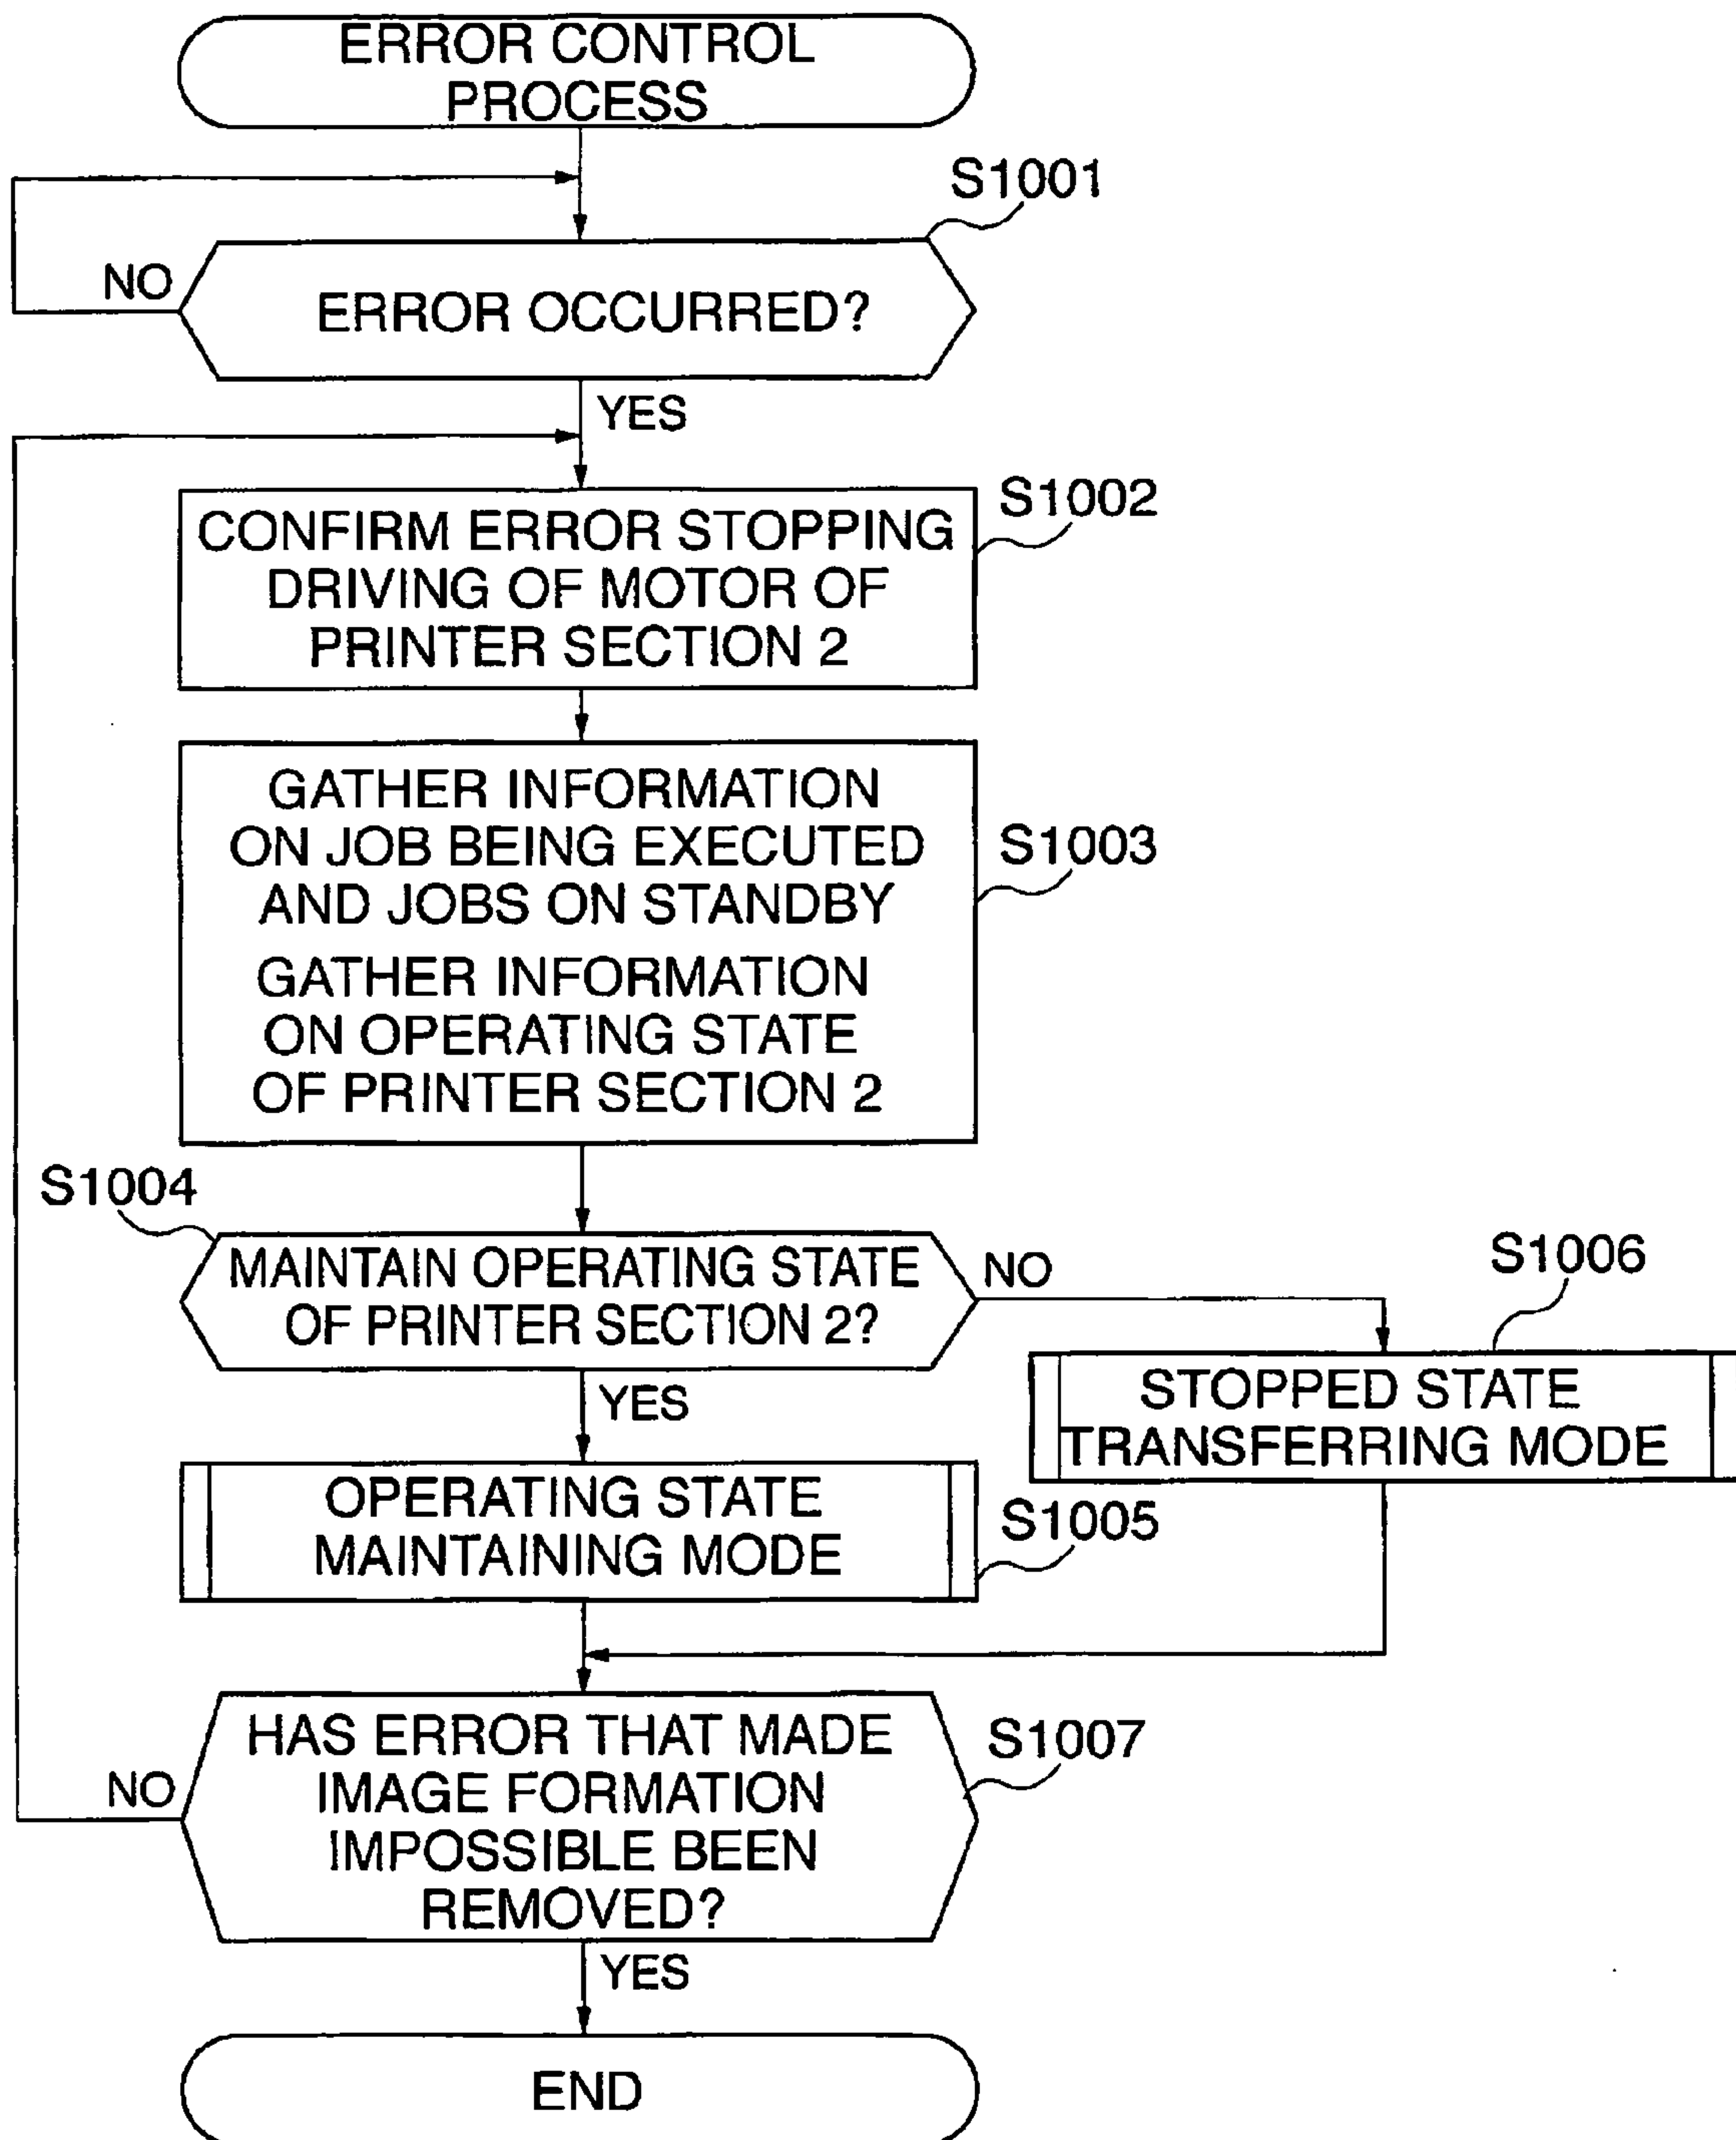 ERROR CONTROL
PROCESS
S1001
NO
ERROR OCCURRED?
YES
S1002
CONFIRM ERROR STOPPING
DRIVING OF MOTOR OF
PRINTER SECTION 2
GATHER INFORMATION
ON JOB BEING EXECUTED
AND JOBS ON STANDBY
S1003
GATHER INFORMATION
ON OPERATING STATE
OF PRINTER SECTION 2
S1004
MAINTAIN OPERATING STATE
OF PRINTER SECTION 2?
NO
S1006
YES
STOPPED STATE
TRANSFERRING MODE
OPERATING STATE
MAINTAINING MODE
S1005
HAS ERROR THAT MADE
IMAGE FORMATION
IMPOSSIBLE BEEN
REMOVED?
S1007
NO
YES
END